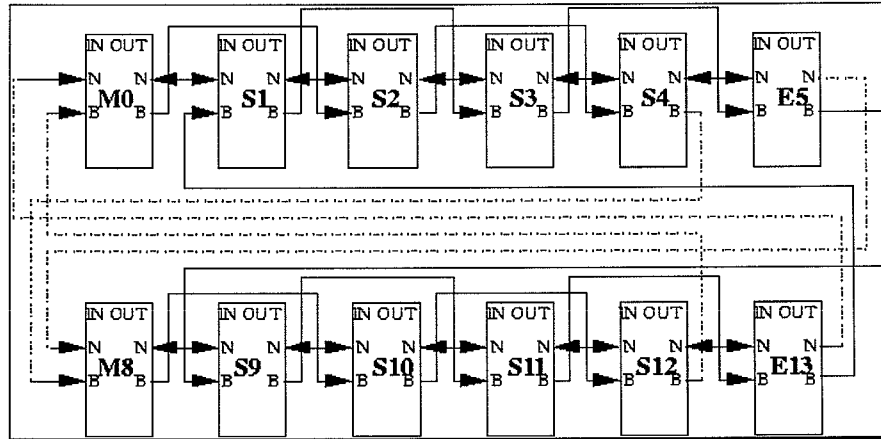 IN OUT IN OUT IN OUT IN OUT IN OUT IN OUT
N N N N N N N N N N N N
M0 S1 S2 S3 S4 E5
B B B B B B B B B B B B
IN OUT IN OUT IN OUT IN OUT IN OUT IN OUT
N N N N N N N N N N N N
M8 S9 S10 S11 S12 E13
B B B B B B B B B B B B